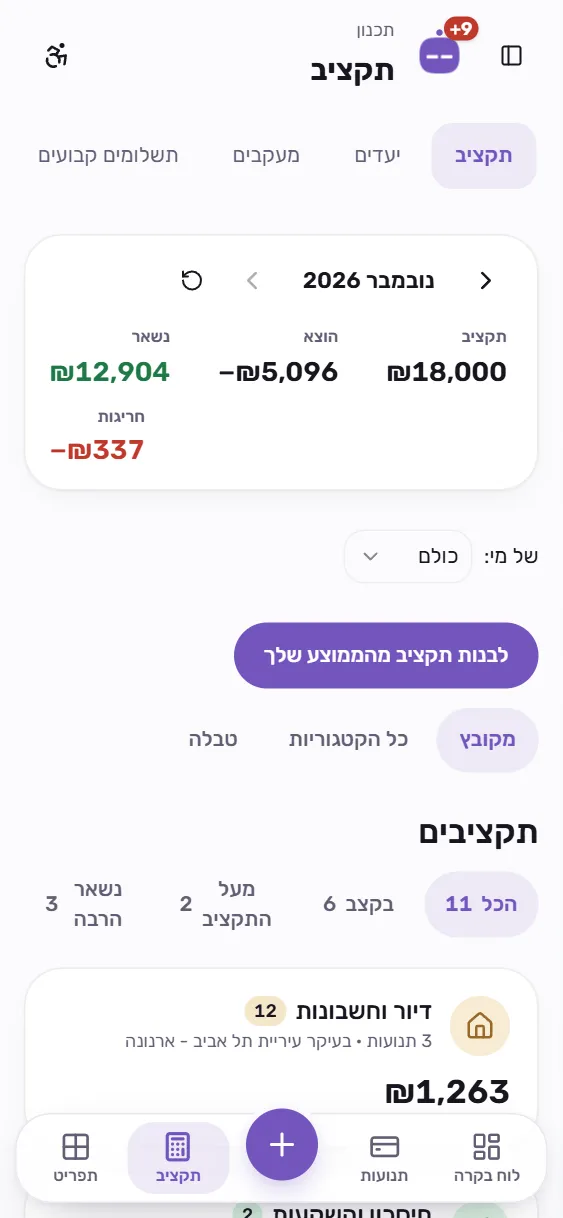 תכנון
תקציב
9+
תקציב
יעדים
מעקבים
תשלומים קבועים
נובמבר 2026
תקציב
₪18,000
הוצא
−₪5,096
נשאר
₪12,904
חריגות
−₪337
של מי:
כולם
לבנות תקציב מהממוצע שלך
מקובץ
כל הקטגוריות
טבלה
תקציבים
הכל 11
בקצב 6
מעל
התקציב 2
נשאר
הרבה 3
דיור וחשבונות 12
3 תנועות • בעיקר עיריית תל אביב - ארנונה
₪1,263
לוח בקרה
תנועות
תקציב
תפריט
חיסכון והשקעות 2